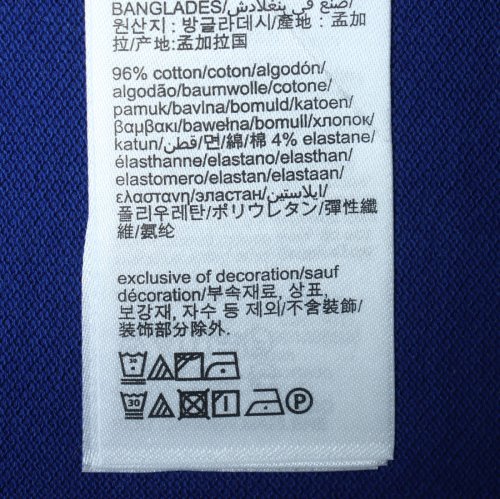 BANGLADES/صنع في بنغلادش/
원산지 : 방글라데시/產地 : 孟加
拉/产地:孟加拉国
96% cotton/coton/algodón/
algodão/baumwolle/cotone/
pamuk/bavlna/bomuld/katoen/
βαμβακι/bawełna/bomull/хлопок/
katun/قطن/면/綿/棉 4% elastane/
élasthanne/elastano/elasthan/
elastomero/elastan/elastaan/
ελαστανη/эластан/ايلاستين/
폴리우레탄/ポリウレタン/彈性纖
維/氨纶
exclusive of decoration/sauf
décoration/부속재료, 상표,
보강재, 자수 등 제외/不含裝飾/
装饰部分除外.
30
30 P